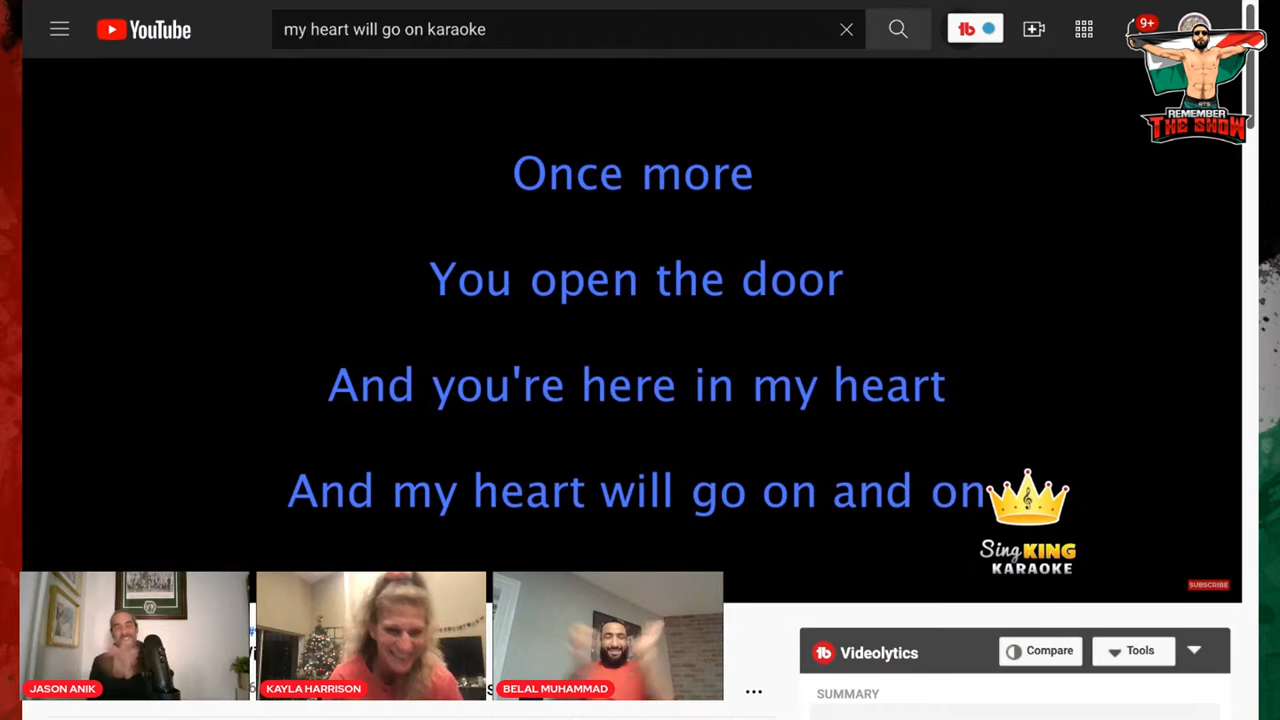 YouTube
my heart will go on karaoke
9+
REMEMBER
THE SHOW
Once more
You open the door
And you're here in my heart
And my heart will go on and on
Sing KING
KARAOKE
SUBSCRIBE
JASON ANIK
KAYLA HARRISON
BELAL MUHAMMAD
Videolytics
Compare
Tools
SUMMARY